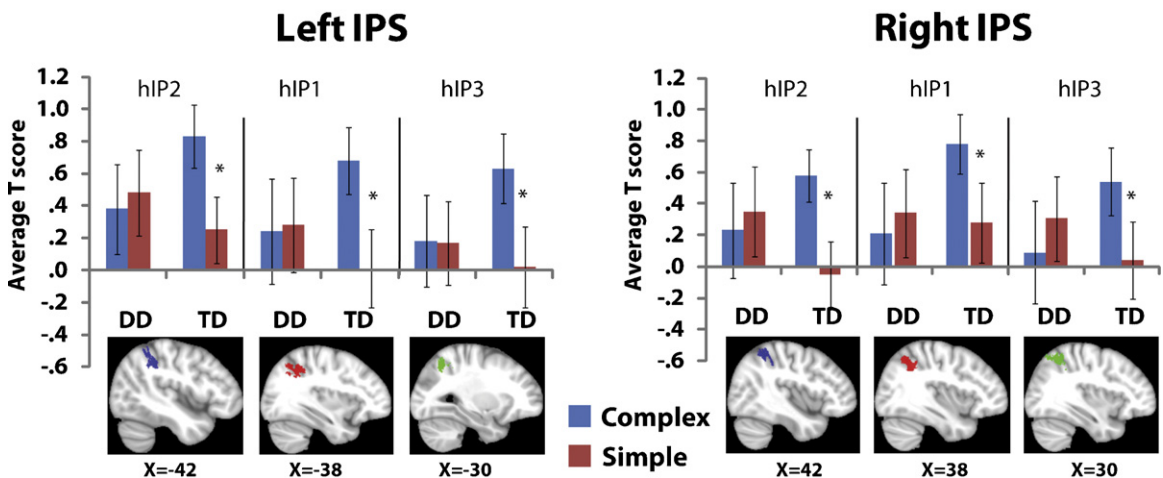 Left IPS
Average T score
1.2
1.0
.8
.6
.4
.2
.0
-.2
-.4
-.6
hIP2 hIP1 hIP3
*
*
*
DD TD DD TD DD TD
X=-42 X=-38 X=-30
Complex
Simple
Right IPS
Average T score
1.2
1.0
.8
.6
.4
.2
.0
-.2
-.4
-.6
hIP2 hIP1 hIP3
*
*
*
DD TD DD TD DD TD
X=42 X=38 X=30